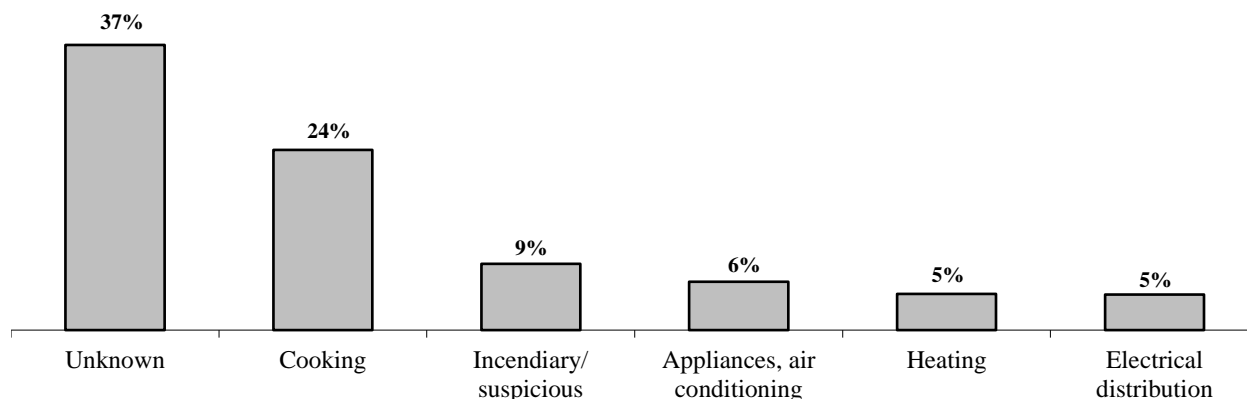 37%
24%
9%
6%
5%
5%
Unknown
Cooking
Incendiary/
suspicious
Appliances, air
conditioning
Heating
Electrical
distribution